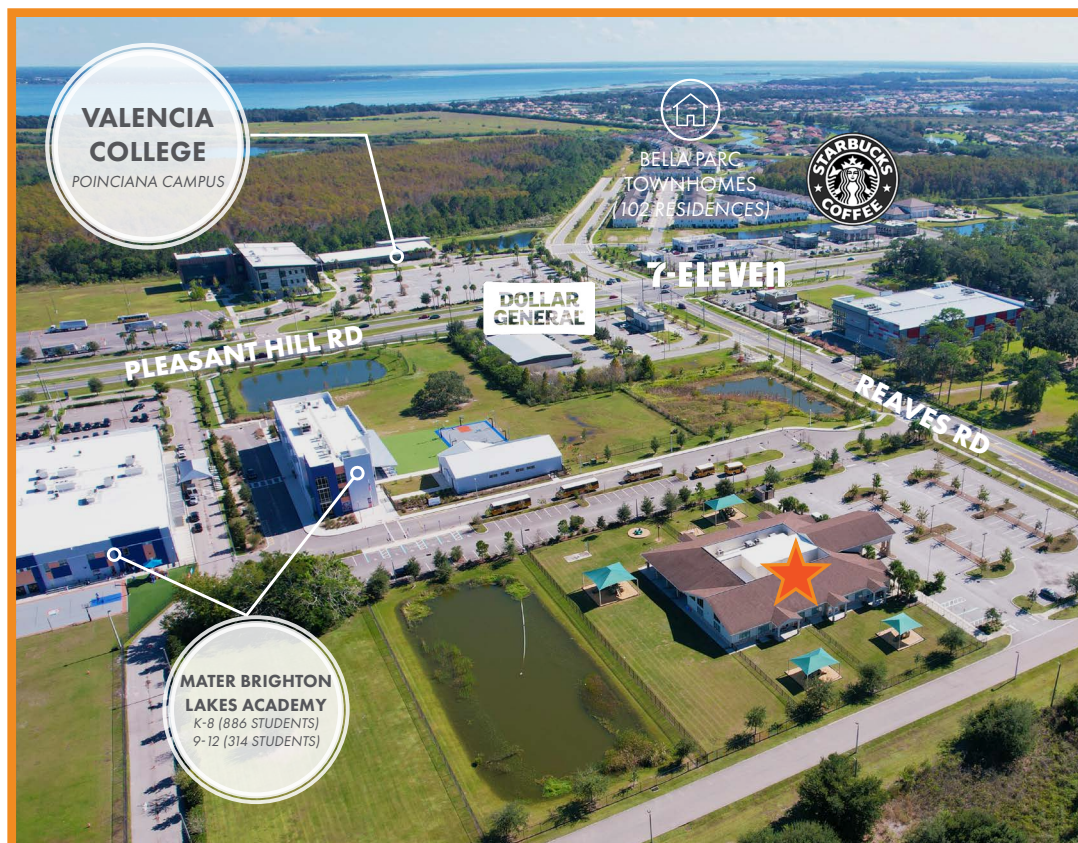 VALENCIA
COLLEGE
POINCIANA CAMPUS
BELLA PARC
TOWNHOMES
(102 RESIDENCES)
STARBUCKS
COFFEE
7-ELEVEn
DOLLAR
GENERAL
PLEASANT HILL RD
REAVES RD
MATER BRIGHTON
LAKES ACADEMY
K-8 (886 STUDENTS)
9-12 (314 STUDENTS)